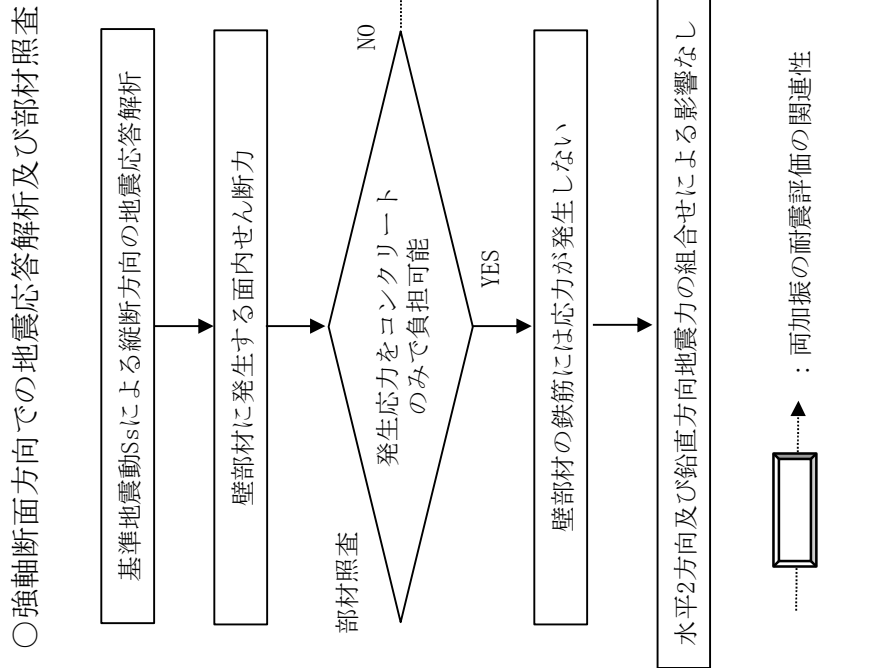 ○強軸断面方向での地震応答解析及び部材照査
基準地震動Ssによる縦断方向の地震応答解析
壁部材に発生する面内せん断力
部材照査
発生応力をコンクリート
のみで負担可能
NO
YES
壁部材の鉄筋には応力が発生しない
水平2方向及び鉛直方向地震力の組合せによる影響なし
：両加振の耐震評価の関連性